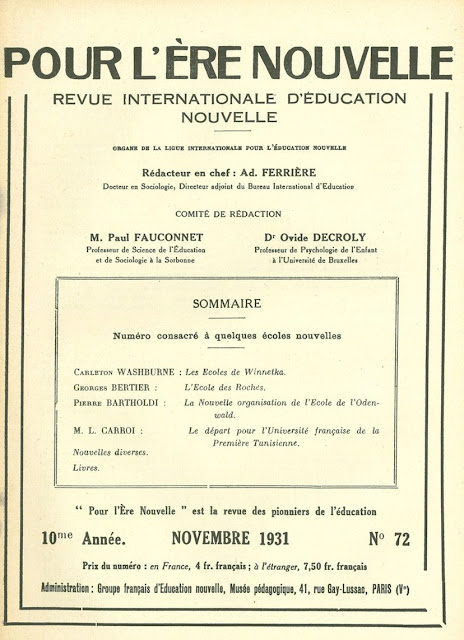 POUR L'ÈRE NOUVELLE
REVUE INTERNATIONALE D'ÉDUCATION
NOUVELLE
ORGANE DE LA LIGUE INTERNATIONALE POUR L'ÉDUCATION NOUVELLE
Rédacteur en chef : Ad. FERRIÈRE
Docteur en Sociologie, Directeur adjoint du Bureau International d'Education
COMITÉ DE RÉDACTION
M. Paul FAUCONNET
Professeur de Science de l'Éducation
et de Sociologie à la Sorbonne
Dr Ovide DECROLY
Professeur de Psychologie de l'Enfant
à l'Université de Bruxelles
SOMMAIRE
Numéro consacré à quelques écoles nouvelles
CARLETON WASHBURNE : Les Ecoles de Winnetka.
GEORGES BERTIER : L'Ecole des Roches.
PIERRE BARTHOLDI : La Nouvelle organisation de l'Ecole de l'Oden-
wald.
M. L. CARROI : Le départ pour l'Université française de la
Première Tunisienne.
Nouvelles diverses.
Livres.
“ Pour l'Ère Nouvelle ” est la revue des pionniers de l'éducation
10me Année. NOVEMBRE 1931 No 72
Prix du numéro : en France, 4 fr. français ; à l'étranger, 7,50 fr. français
Administration : Groupe français d'Education nouvelle, Musée pédagogique, 41, rue Gay-Lussac, PARIS (Ve)